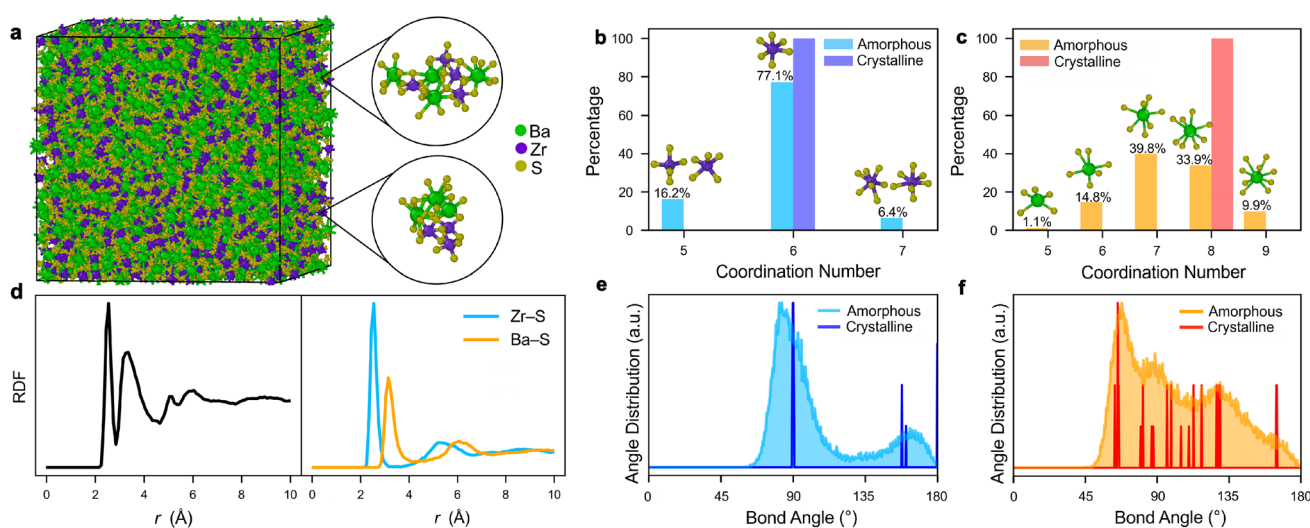 a
Ba
Zr
S
b
Percentage
100
80
60
40
20
0
Amorphous
Crystalline
16.2%
77.1%
6.4%
5
6
7
Coordination Number
c
Percentage
100
80
60
40
20
0
Amorphous
Crystalline
1.1%
14.8%
39.8%
33.9%
9.9%
5
6
7
8
9
Coordination Number
d
RDF
Zr–S
Ba–S
0
2
4
6
8
10
r (Å)
0
2
4
6
8
10
r (Å)
e
Angle Distribution (a.u.)
Amorphous
Crystalline
0
45
90
135
180
Bond Angle (°)
f
Angle Distribution (a.u.)
Amorphous
Crystalline
0
45
90
135
180
Bond Angle (°)